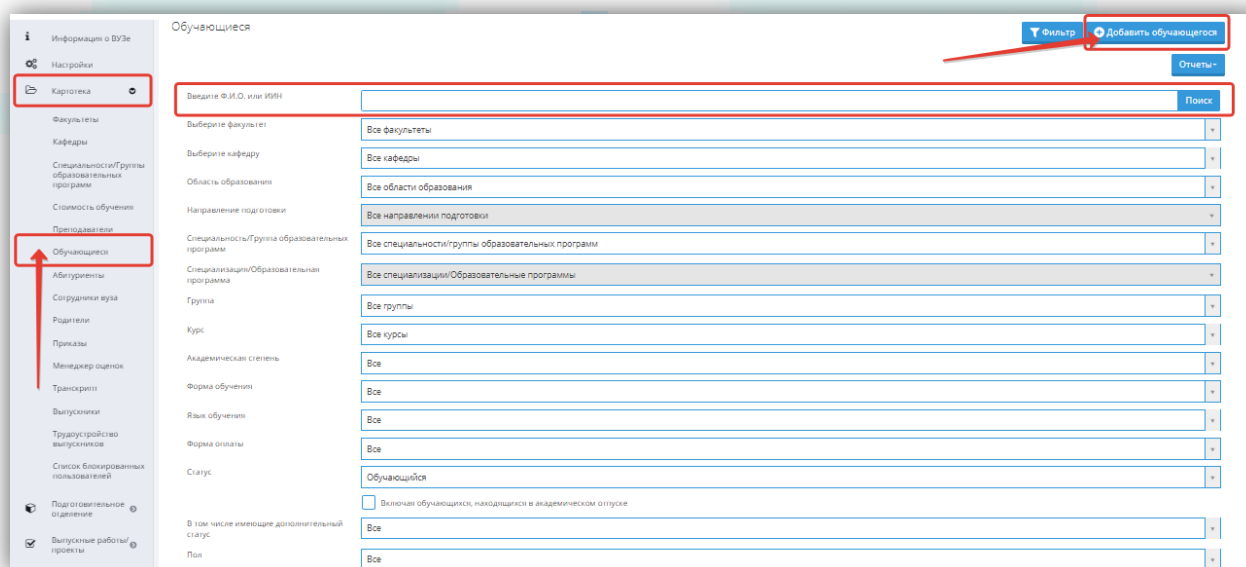 Информация о ВУЗе
Настройки
Картотека
Факультеты
Кафедры
Специальности/Группы
образовательных
программ
Стоимость обучения
Преподаватели
Обучающиеся
Абитуриенты
Сотрудники вуза
Родители
Приказы
Менеджер оценок
Транскрипт
Выпускники
Трудоустройство
выпускников
Список блокированных
пользователей
Подготовительное
отделение
Выпускные работы/
проекты
Обучающиеся
Фильтр
Добавить обучающегося
Отчеты
Введите Ф.И.О. или ИИН
Поиск
Выберите факультет
Все факультеты
Выберите кафедру
Все кафедры
Область образования
Все области образования
Направление подготовки
Все направлении подготовки
Специальность/Группа образовательных
программ
Все специальности/группы образовательных программ
Специализация/Образовательная
программа
Все специализации/Образовательные программы
Группа
Все группы
Курс
Все курсы
Академическая степень
Все
Форма обучения
Все
Язык обучения
Все
Форма оплаты
Все
Статус
Обучающийся
Включая обучающихся, находящихся в академическом отпуске
В том числе имеющие дополнительный
статус
Все
Пол
Все